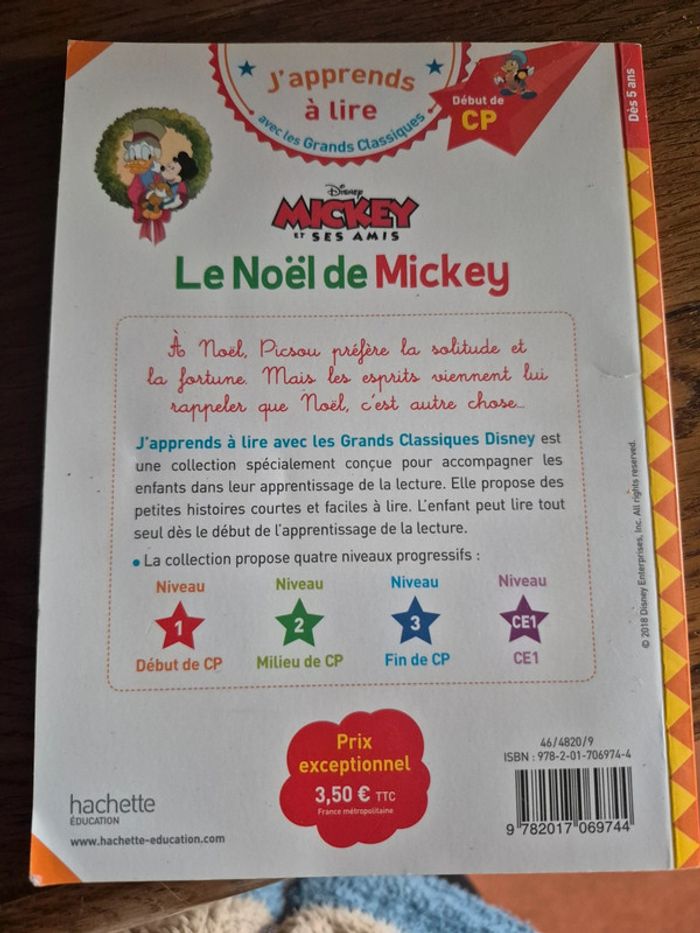 J'apprends
à lire
avec les Grands Classiques
Début de
CP
Dès 5 ans
Disney
MICKEY
ET SES AMIS
Le Noël de Mickey
À Noël, Picsou préfère la solitude et
la fortune. Mais les esprits viennent lui
rappeler que Noël, c'est autre chose...
J'apprends à lire avec les Grands Classiques Disney est
une collection spécialement conçue pour accompagner les
enfants dans leur apprentissage de la lecture. Elle propose des
petites histoires courtes et faciles à lire. L'enfant peut lire tout
seul dès le début de l'apprentissage de la lecture.
• La collection propose quatre niveaux progressifs :
Niveau Niveau Niveau Niveau
1 2 3 CE1
Début de CP Milieu de CP Fin de CP CE1
© 2018 Disney Enterprises, Inc. All rights reserved.
Prix
exceptionnel
3,50 € TTC
France métropolitaine
46/4820/9
ISBN : 978-2-01-706974-4
9 782017 069744
hachette
ÉDUCATION
www.hachette-education.com